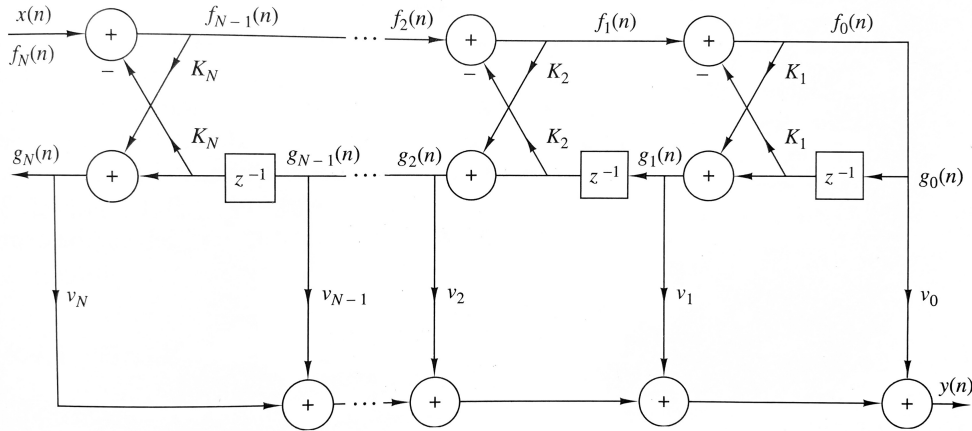 x(n) f_{N−1}(n) ... f_2(n) f_1(n) f_0(n)
f_N(n) + + +
− − −
K_N K_2 K_1
K_N K_2 K_1
g_N(n) g_{N−1}(n) ... g_2(n) g_1(n)
+ z^{−1} + z^{−1} + z^{−1} g_0(n)
v_N v_{N−1} v_2 v_1 v_0
+ ... + + + y(n)